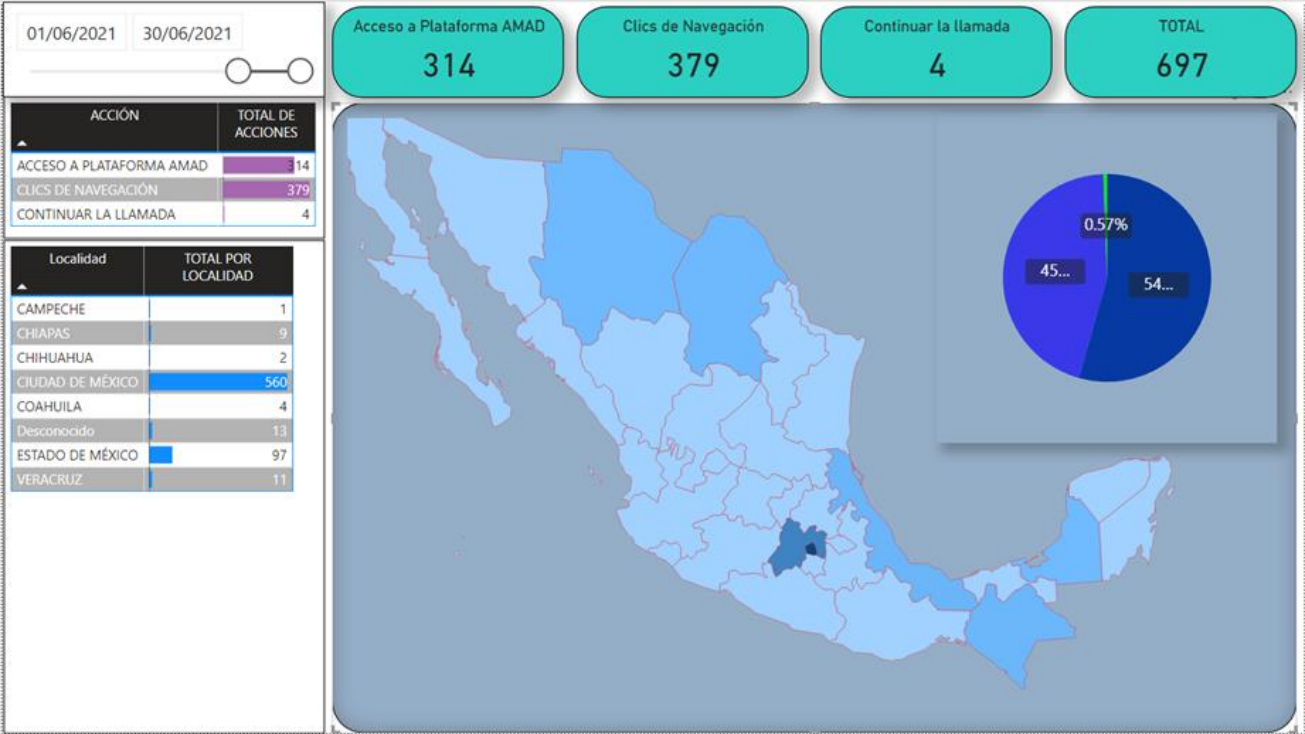 01/06/2021 30/06/2021
Acceso a Plataforma AMAD
314
Clics de Navegación
379
Continuar la llamada
4
TOTAL
697
ACCIÓN TOTAL DE ACCIONES
ACCESO A PLATAFORMA AMAD 314
CLICS DE NAVEGACIÓN 379
CONTINUAR LA LLAMADA 4
Localidad TOTAL POR LOCALIDAD
CAMPECHE 1
CHIAPAS 9
CHIHUAHUA 2
CIUDAD DE MÉXICO 560
COAHUILA 4
Desconocido 13
ESTADO DE MÉXICO 97
VERACRUZ 11
0.57%
45...
54...